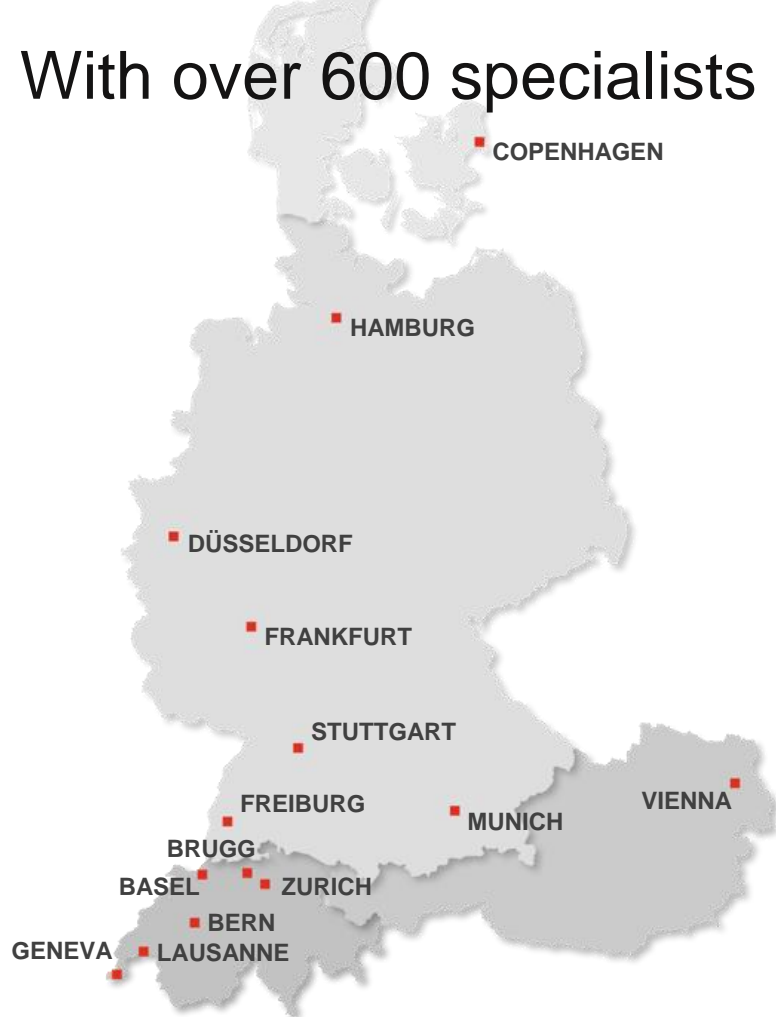 With over 600 specialists
COPENHAGEN
HAMBURG
DÜSSELDORF
FRANKFURT
STUTTGART
FREIBURG
MUNICH
VIENNA
BRUGG
BASEL
ZURICH
BERN
GENEVA
LAUSANNE